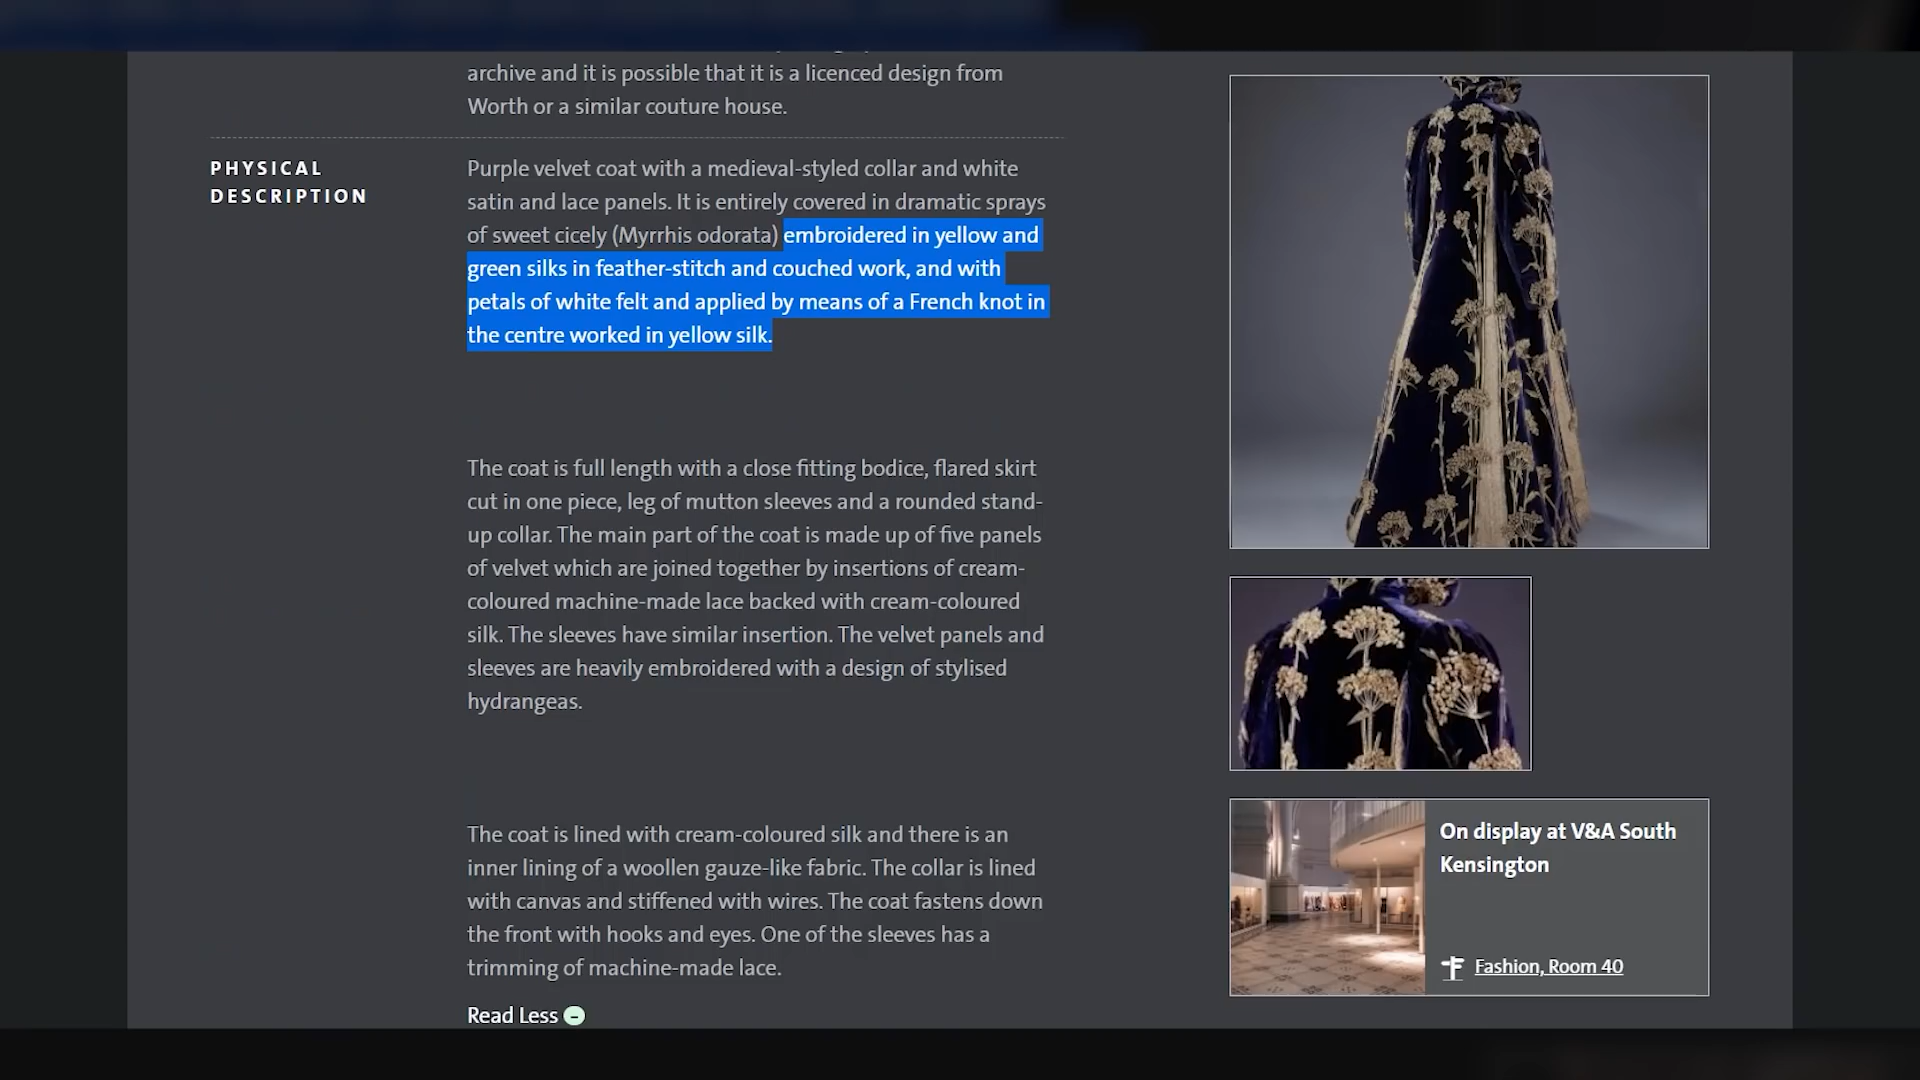 archive and it is possible that it is a licenced design from
Worth or a similar couture house.
PHYSICAL
DESCRIPTION
Purple velvet coat with a medieval-styled collar and white
satin and lace panels. It is entirely covered in dramatic sprays
of sweet cicely (Myrrhis odorata) embroidered in yellow and
green silks in feather-stitch and couched work, and with
petals of white felt and applied by means of a French knot in
the centre worked in yellow silk.
The coat is full length with a close fitting bodice, flared skirt
cut in one piece, leg of mutton sleeves and a rounded stand-
up collar. The main part of the coat is made up of five panels
of velvet which are joined together by insertions of cream-
coloured machine-made lace backed with cream-coloured
silk. The sleeves have similar insertion. The velvet panels and
sleeves are heavily embroidered with a design of stylised
hydrangeas.
The coat is lined with cream-coloured silk and there is an
inner lining of a woollen gauze-like fabric. The collar is lined
with canvas and stiffened with wires. The coat fastens down
the front with hooks and eyes. One of the sleeves has a
trimming of machine-made lace.
Read Less
On display at V&A South
Kensington
Fashion, Room 40